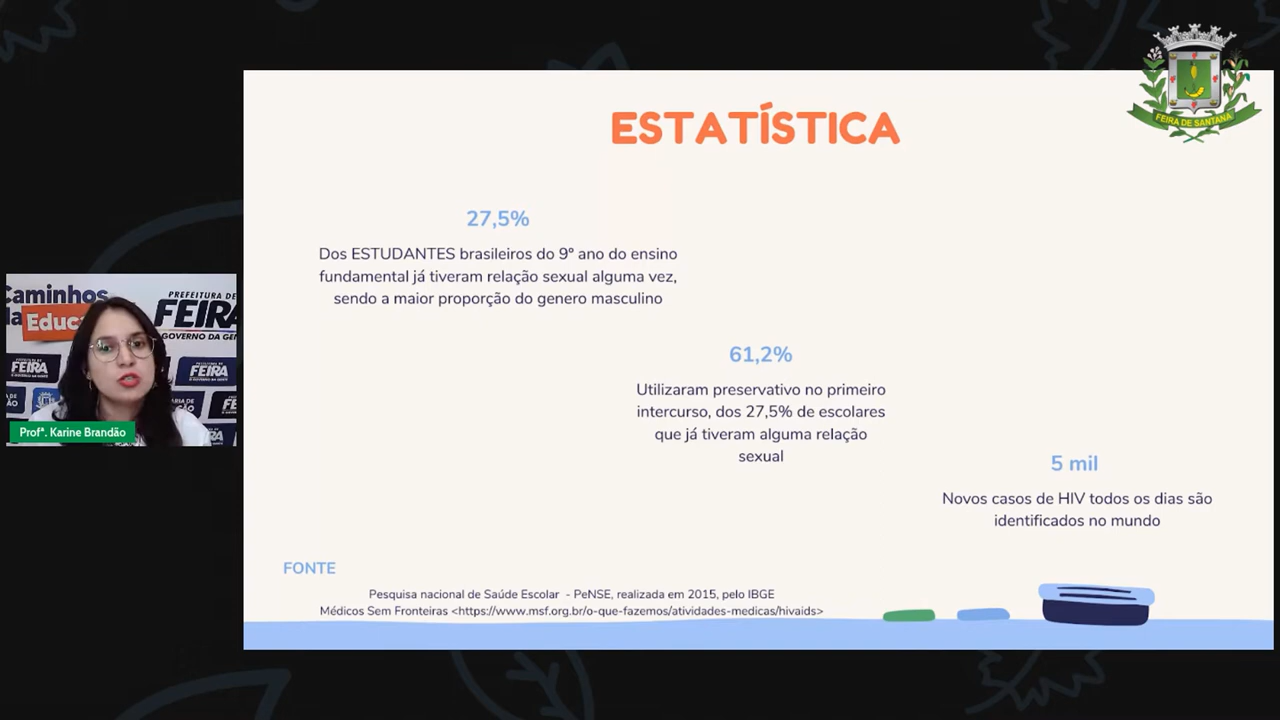 ESTATÍSTICA
27,5%
Dos ESTUDANTES brasileiros do 9º ano do ensino
fundamental já tiveram relação sexual alguma vez,
sendo a maior proporção do genero masculino
61,2%
Utilizaram preservativo no primeiro
intercurso, dos 27,5% de escolares
que já tiveram alguma relação
sexual
5 mil
Novos casos de HIV todos os dias são
identificados no mundo
FONTE
Pesquisa nacional de Saúde Escolar - PeNSE, realizada em 2015, pelo IBGE
Médicos Sem Fronteiras <https://www.msf.org.br/o-que-fazemos/atividades-medicas/hivaids>
FEIRA DE SANTANA
Caminhos
da
Educa
PREFEITURA DE
FEIRA
GOVERNO DA GEN
FEIRA
FEIRA
Profª. Karine Brandão